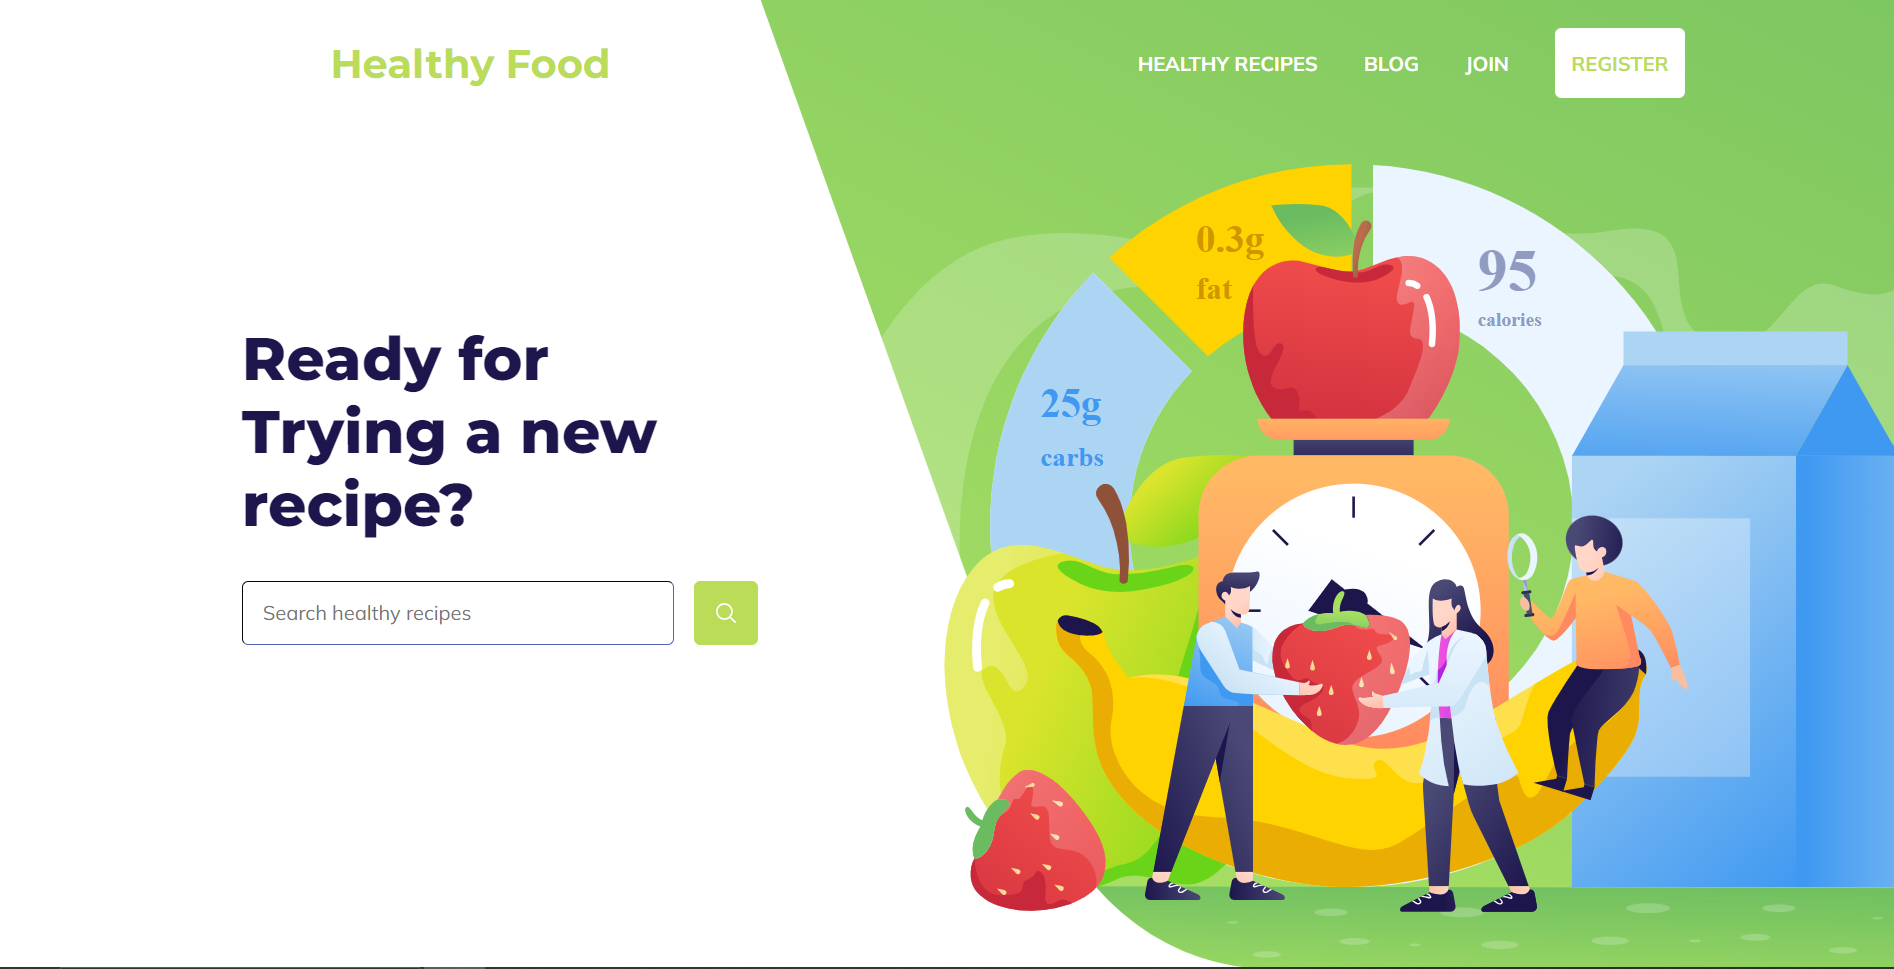 Healthy Food
HEALTHY RECIPES
BLOG
JOIN
REGISTER
Ready for
Trying a new
recipe?
Search healthy recipes
0.3g
fat
95
calories
25g
carbs